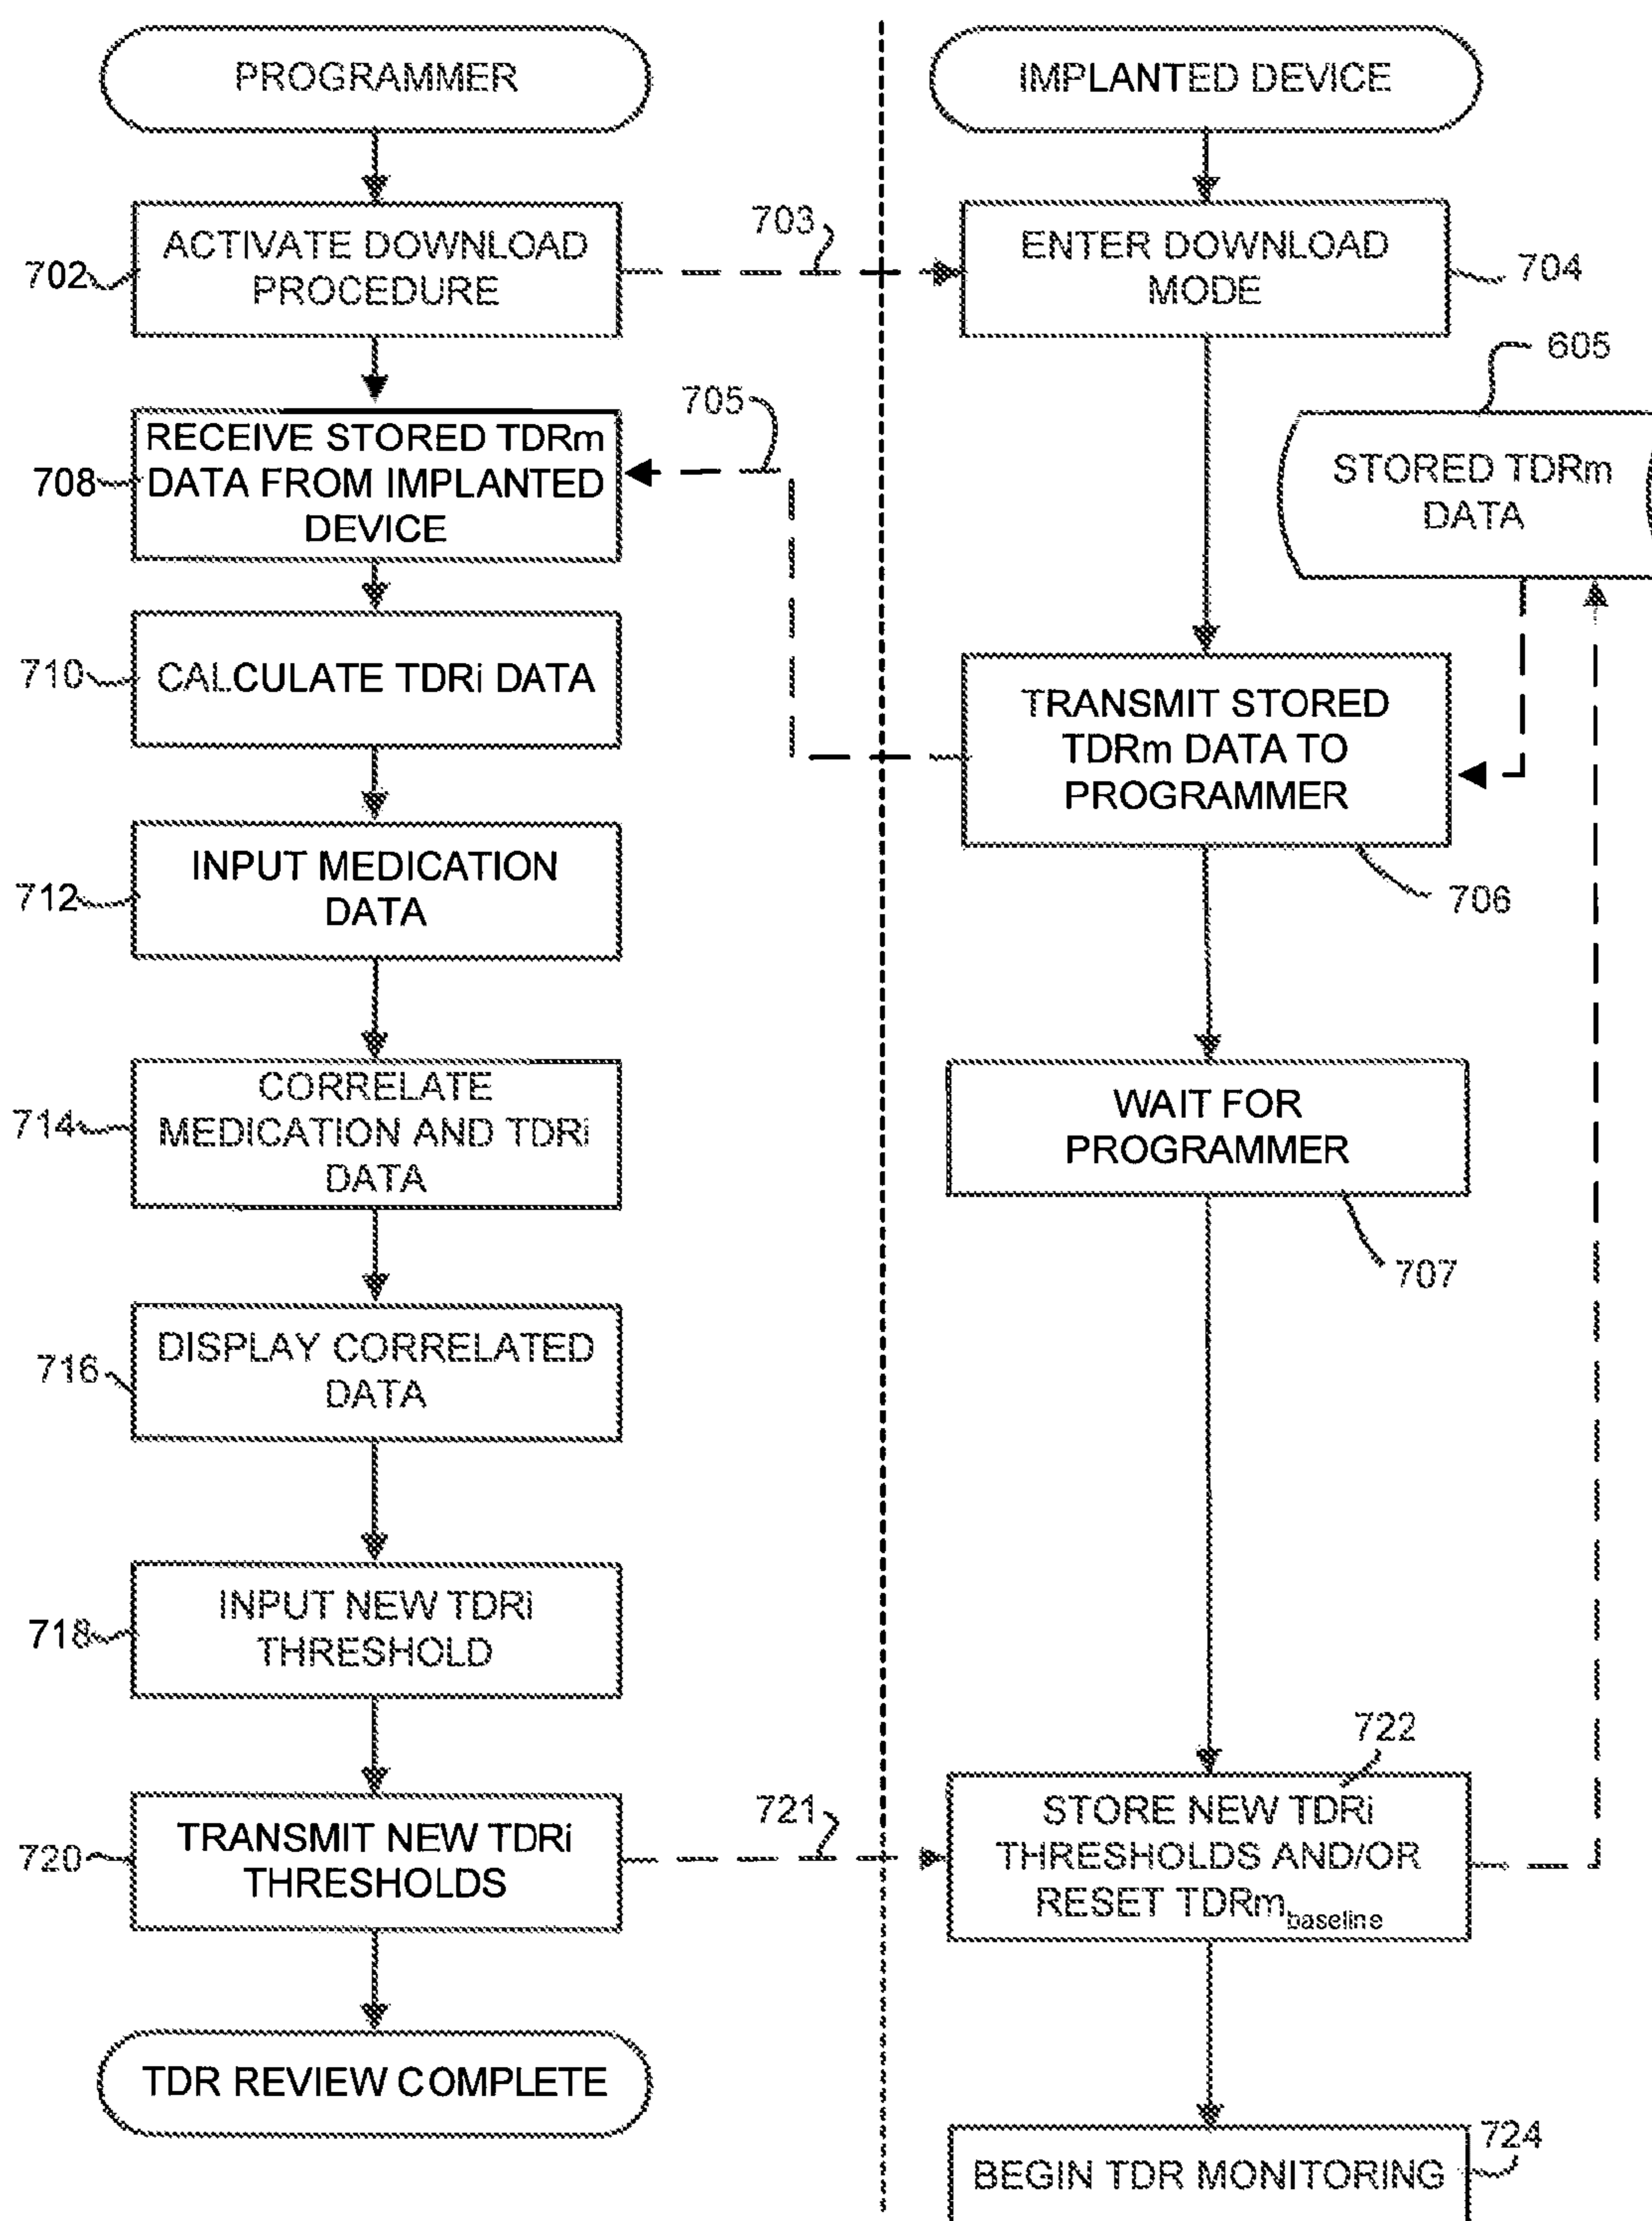 PROGRAMMER
IMPLANTED DEVICE
ACTIVATE DOWNLOAD
PROCEDURE
702
703
ENTER DOWNLOAD
MODE
704
605
RECEIVE STORED TDRm
DATA FROM IMPLANTED
DEVICE
708
705
STORED TDRm
DATA
CALCULATE TDRi DATA
710
TRANSMIT STORED
TDRm DATA TO
PROGRAMMER
706
INPUT MEDICATION
DATA
712
CORRELATE
MEDICATION AND TDRi
DATA
714
WAIT FOR
PROGRAMMER
707
DISPLAY CORRELATED
DATA
716
INPUT NEW TDRi
THRESHOLD
718
TRANSMIT NEW TDRi
THRESHOLDS
720
721
722
STORE NEW TDRi
THRESHOLDS AND/OR
RESET TDRm baseline
TDR REVIEW COMPLETE
BEGIN TDR MONITORING
724